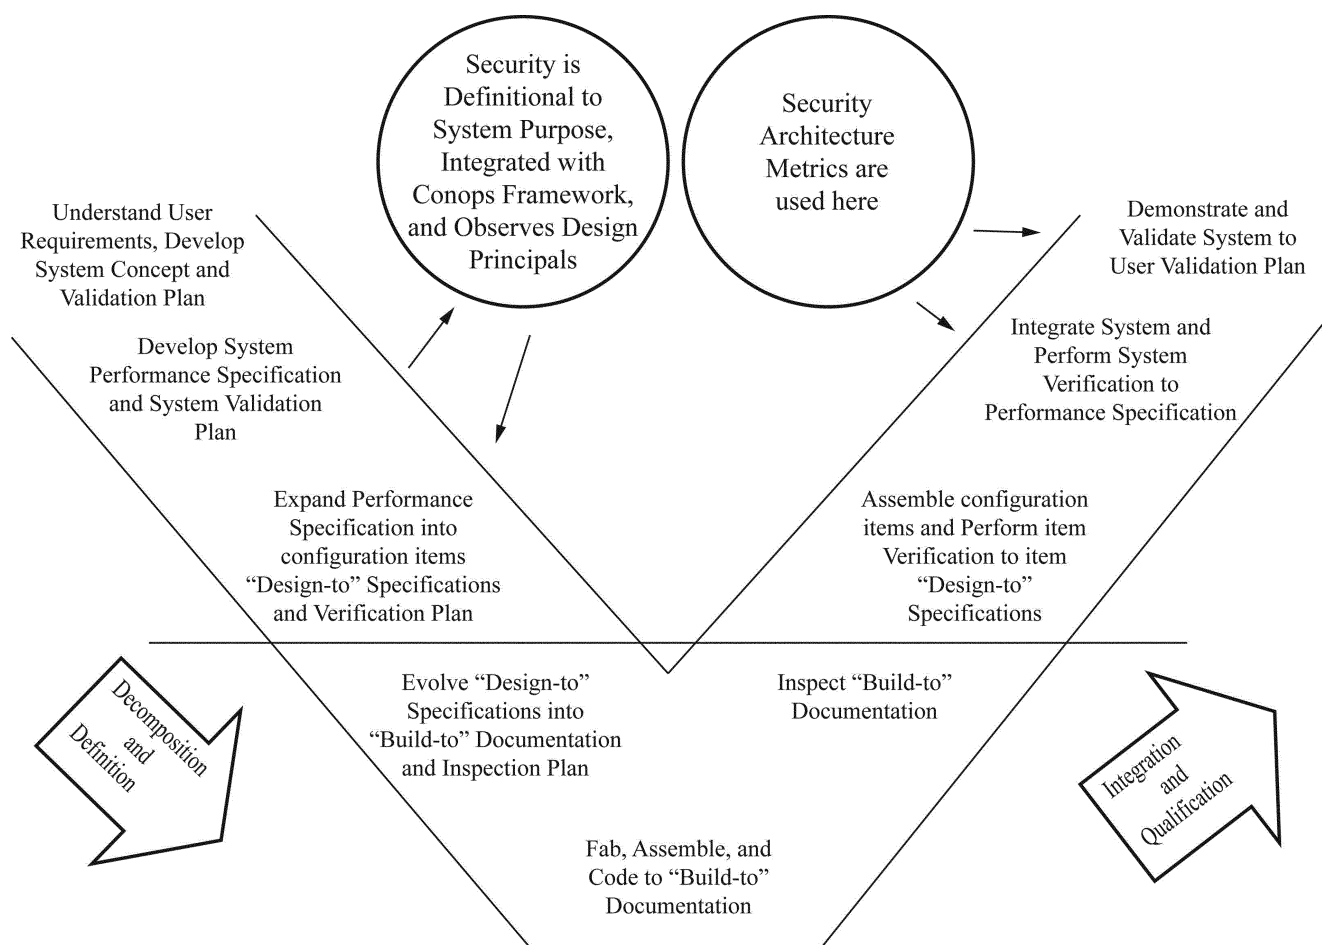 Security is
Definitional to
System Purpose,
Integrated with
Conops Framework,
and Observes Design
Principals
Security
Architecture
Metrics are
used here
Understand User
Requirements, Develop
System Concept and
Validation Plan
Demonstrate and
Validate System to
User Validation Plan
Develop System
Performance Specification
and System Validation
Plan
Integrate System and
Perform System
Verification to
Performance Specification
Expand Performance
Specification into
configuration items
“Design-to” Specifications
and Verification Plan
Assemble configuration
items and Perform item
Verification to item
“Design-to”
Specifications
Decomposition
and
Definition
Evolve “Design-to”
Specifications into
“Build-to” Documentation
and Inspection Plan
Inspect “Build-to”
Documentation
Integration
and
Qualification
Fab, Assemble, and
Code to “Build-to”
Documentation